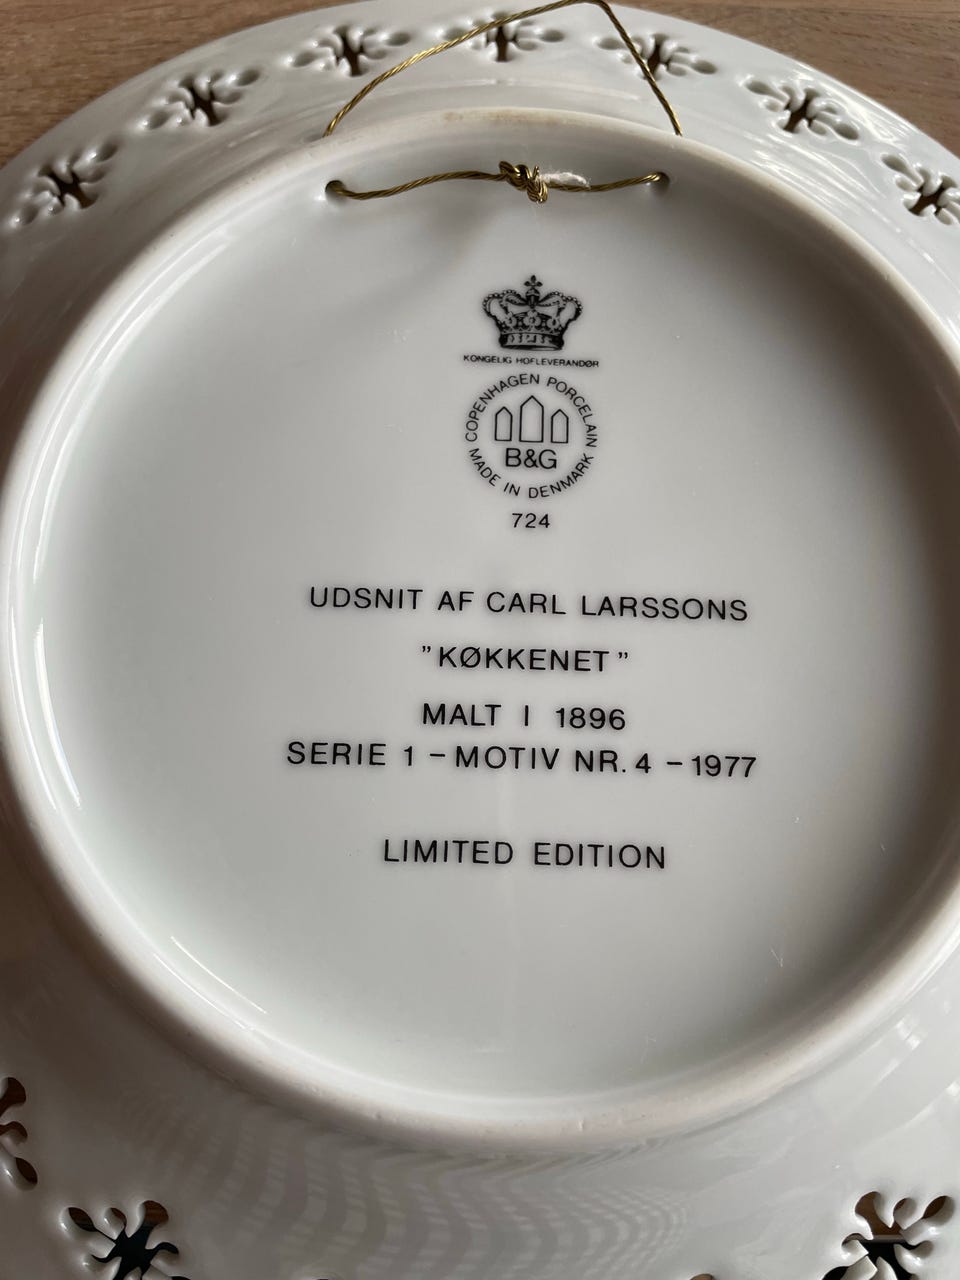 KONGELIG HOFLEVERANDØR
COPENHAGEN PORCELAIN
B&G
MADE IN DENMARK
724
UDSNIT AF CARL LARSSONS
”KØKKENET”
MALT I 1896
SERIE 1 – MOTIV NR. 4 – 1977
LIMITED EDITION